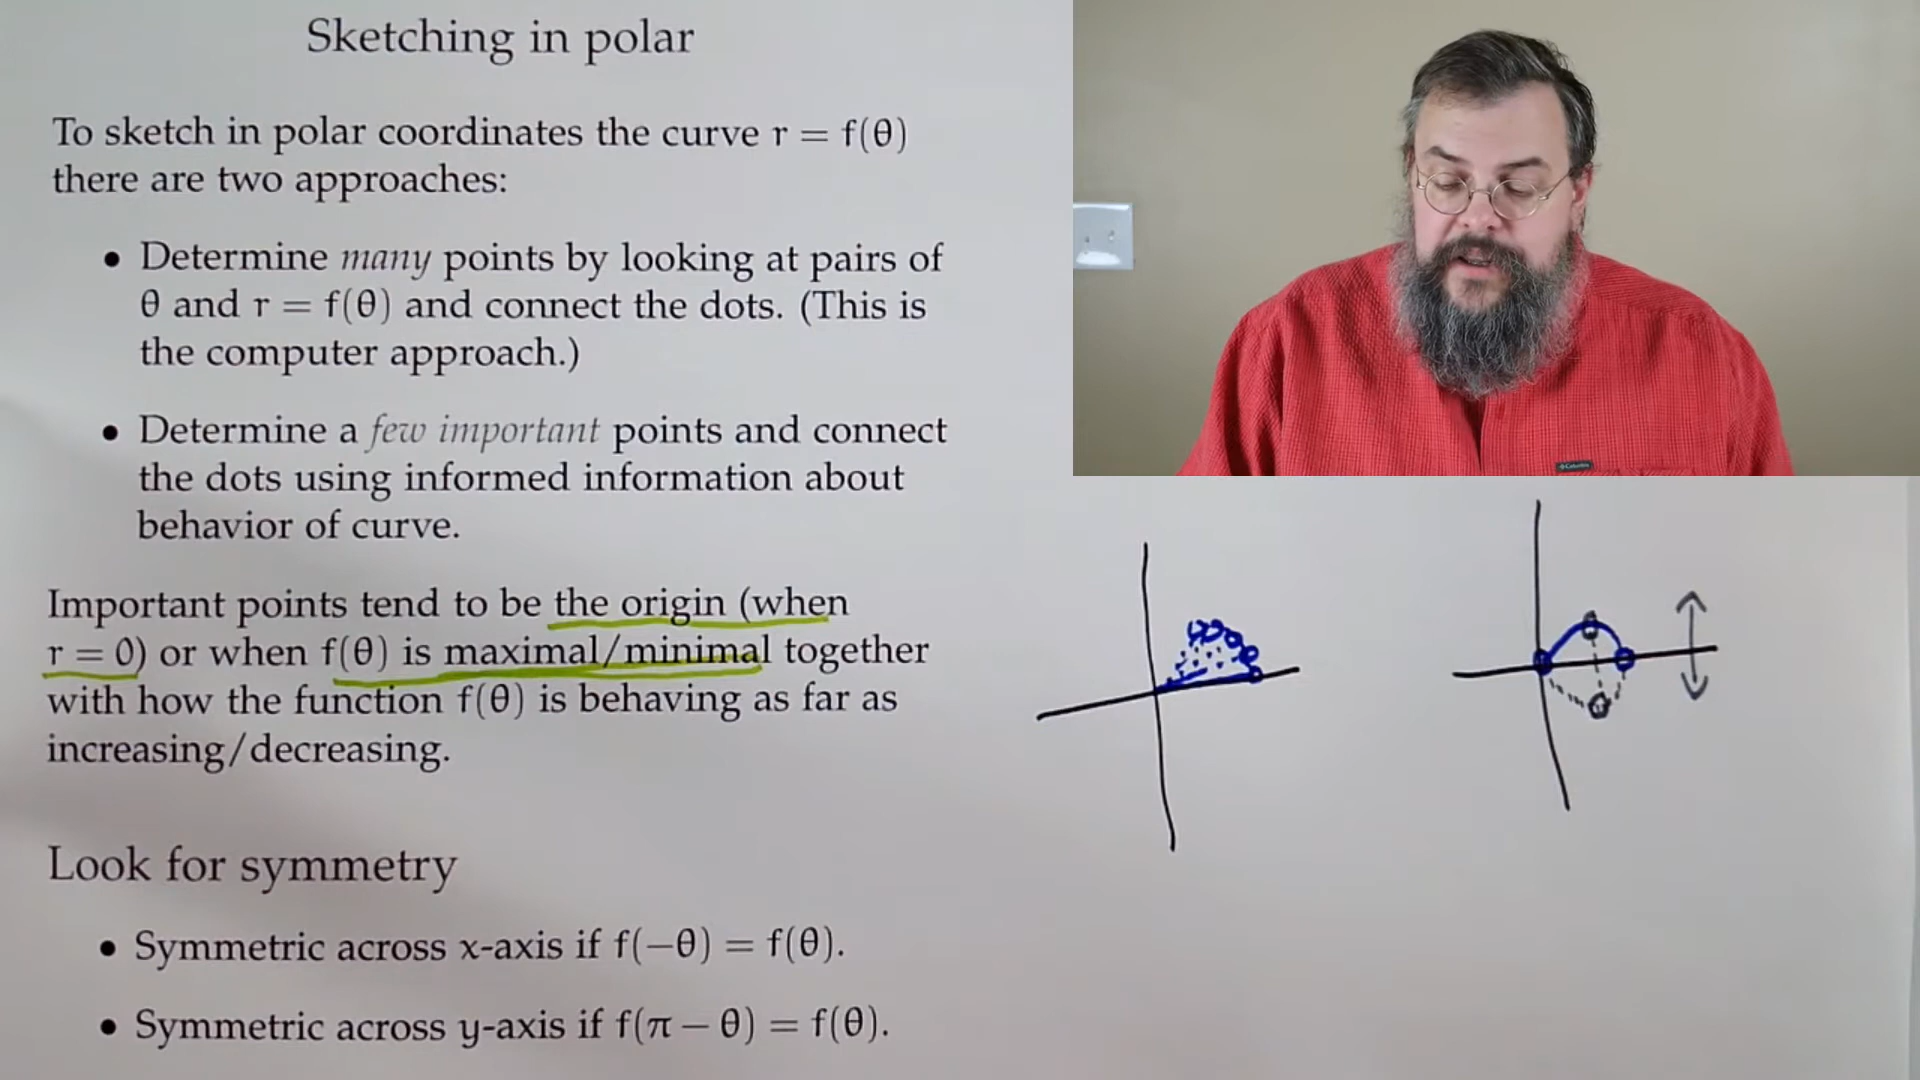 Sketching in polar
To sketch in polar coordinates the curve r = f(θ)
there are two approaches:
• Determine many points by looking at pairs of
θ and r = f(θ) and connect the dots. (This is
the computer approach.)
• Determine a few important points and connect
the dots using informed information about
behavior of curve.
Important points tend to be the origin (when
r = 0) or when f(θ) is maximal/minimal together
with how the function f(θ) is behaving as far as
increasing/decreasing.
Look for symmetry
• Symmetric across x-axis if f(−θ) = f(θ).
• Symmetric across y-axis if f(π − θ) = f(θ).
Columbia